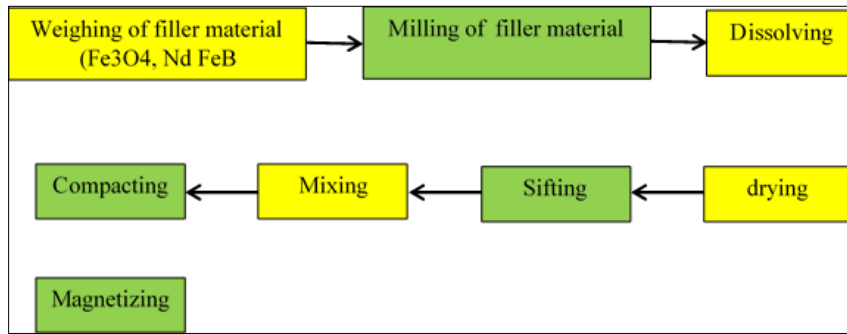 Weighing of filler material
(Fe3O4, Nd FeB
Milling of filler material
Dissolving
Compacting
Mixing
Sifting
drying
Magnetizing